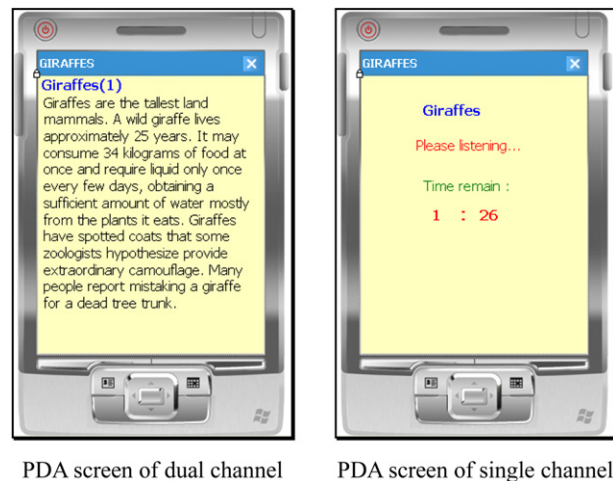 GIRAFFES
Giraffes(1)
Giraffes are the tallest land
mammals. A wild giraffe lives
approximately 25 years. It may
consume 34 kilograms of food at
once and require liquid only once
every few days, obtaining a
sufficient amount of water mostly
from the plants it eats. Giraffes
have spotted coats that some
zoologists hypothesize provide
extraordinary camouflage. Many
people report mistaking a giraffe
for a dead tree trunk.
PDA screen of dual channel
GIRAFFES
Giraffes
Please listening...
Time remain :
1 : 26
PDA screen of single channel